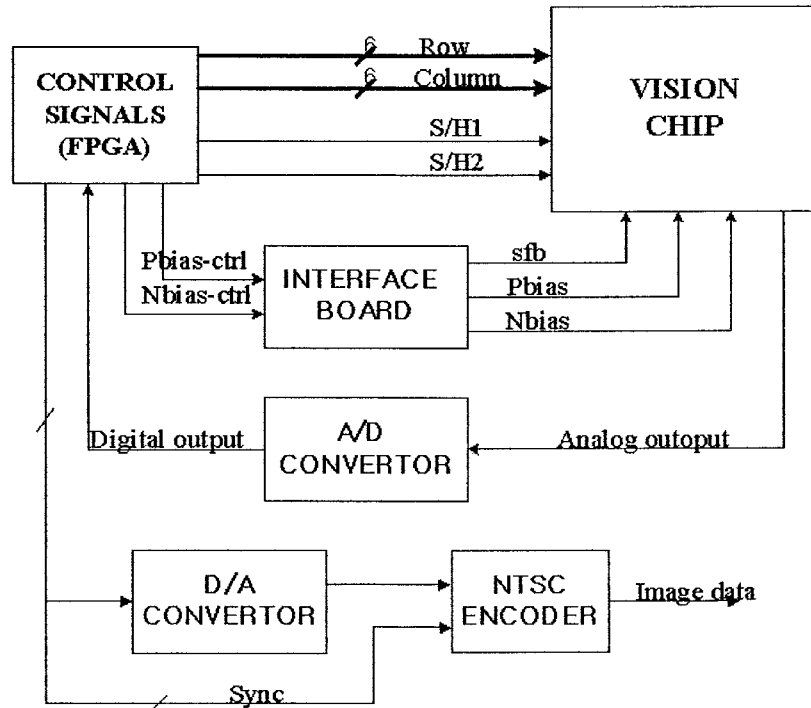 6 Row
6 Column
CONTROL
SIGNALS
(FPGA)
VISION
CHIP
S/H1
S/H2
Pbias-ctrl
Nbias-ctrl
INTERFACE
BOARD
sfb
Pbias
Nbias
Digital output
A/D
CONVERTOR
Analog outoput
D/A
CONVERTOR
NTSC
ENCODER
Image data
Sync